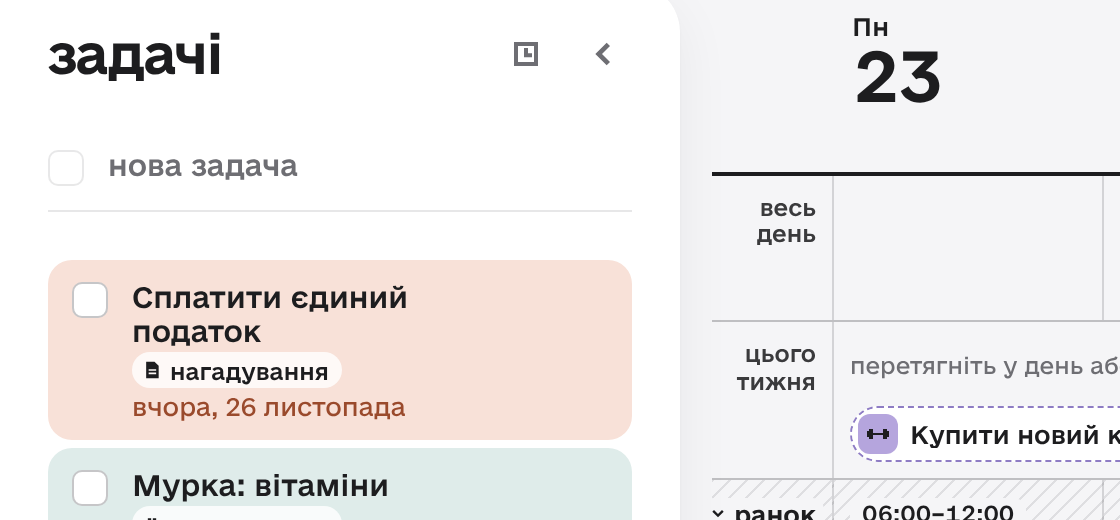 задачі
нова задача
Сплатити єдиний
податок
нагадування
вчора, 26 листопада
Мурка: вітаміни
Пн
23
весь
день
цього
тижня
перетягніть у день аб
Купити новий к
ранок
06:00–12:00